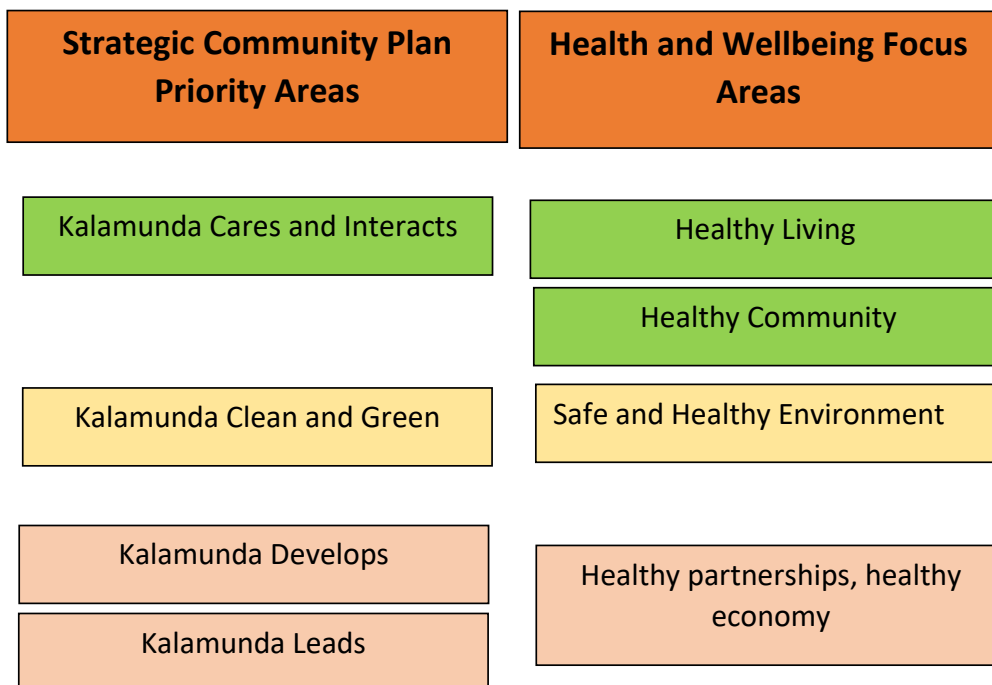 Strategic Community Plan
Priority Areas
Health and Wellbeing Focus
Areas
Kalamunda Cares and Interacts
Healthy Living
Healthy Community
Kalamunda Clean and Green
Safe and Healthy Environment
Kalamunda Develops
Kalamunda Leads
Healthy partnerships, healthy
economy